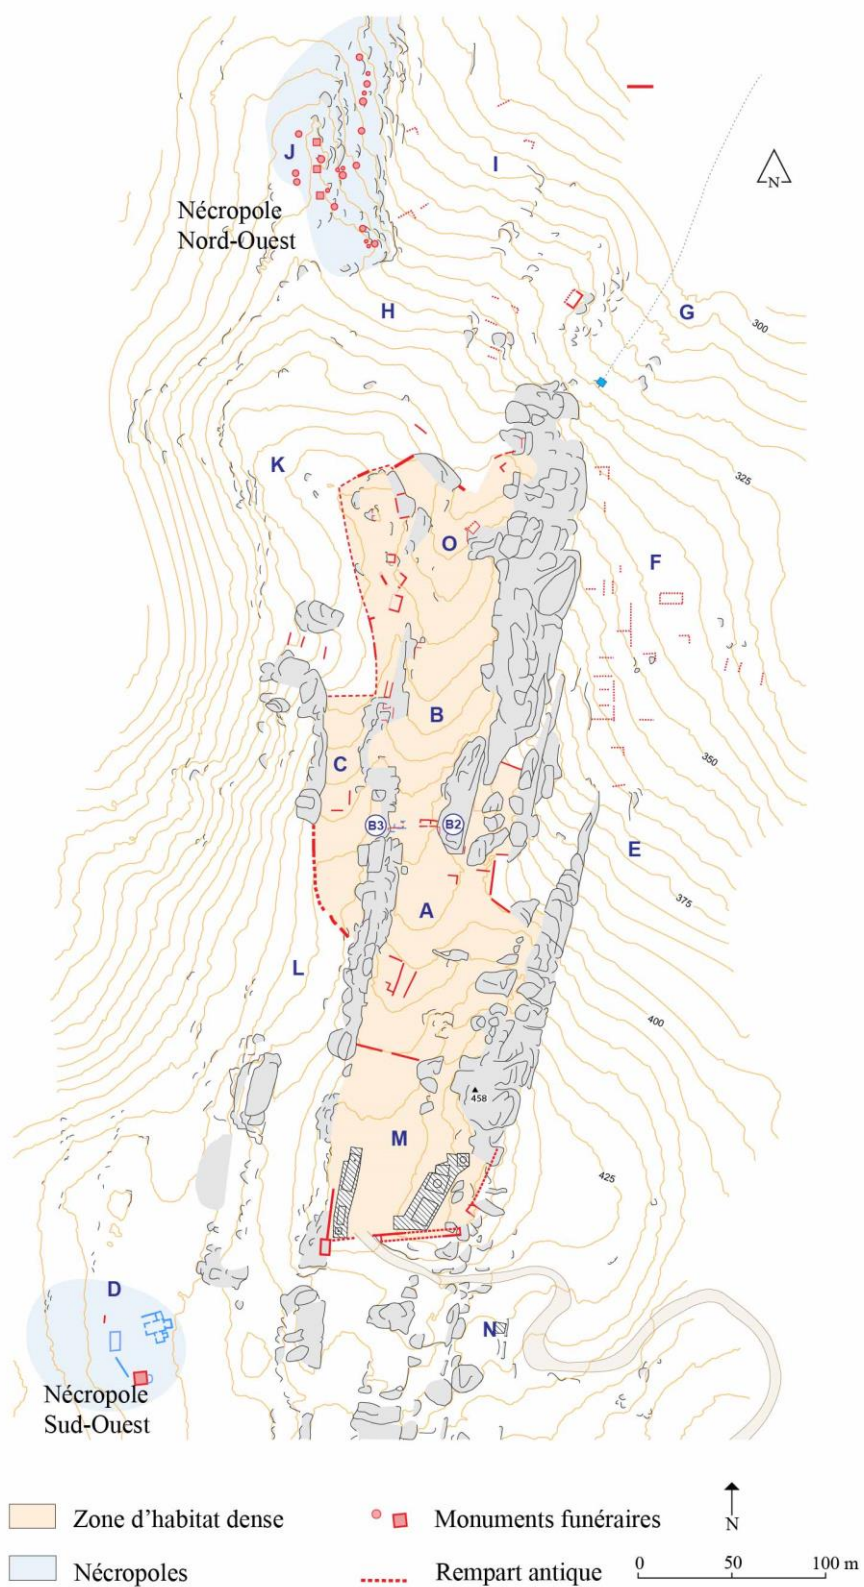 J
I
N
Nécropole
Nord-Ouest
H
G
300
K
325
O
F
B
350
C
B3
B2
E
A
375
L
400
458
M
425
D
N
Nécropole
Sud-Ouest
Zone d'habitat dense
Monuments funéraires
N
Nécropoles
Rempart antique
0 50 100 m